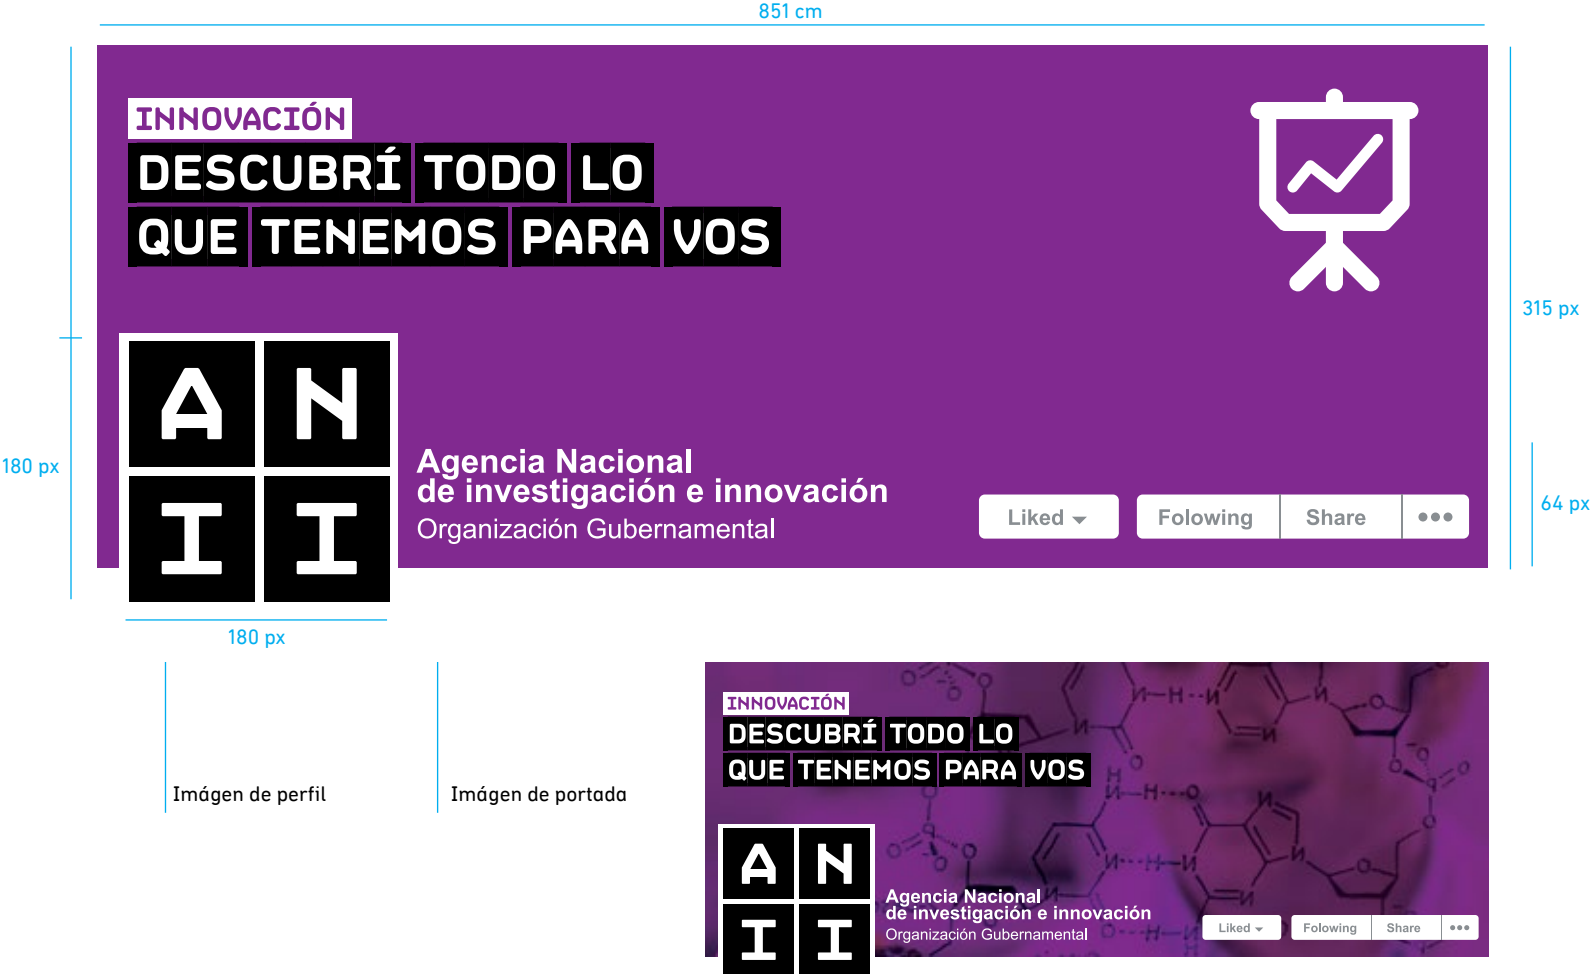 851 cm
INNOVACIÓN
DESCUBRÍ TODO LO
QUE TENEMOS PARA VOS
315 px
A N
I I
180 px
Agencia Nacional
de investigación e innovación
Organización Gubernamental
Liked
Folowing
Share
64 px
180 px
Imágen de perfil
Imágen de portada
INNOVACIÓN
DESCUBRÍ TODO LO
QUE TENEMOS PARA VOS
A N
I I
Agencia Nacional
de investigación e innovación
Organización Gubernamental
Liked
Folowing
Share